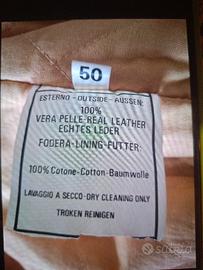 50
ESTERNO - OUTSIDE - AUSSEN:
100%
VERA PELLE-REAL LEATHER
ECHTES LEDER
FODERA-LINING-FUTTER:
100% Cotone-Cotton-Baumwolle
LAVAGGIO A SECCO-DRY CLEANING ONLY
TROKEN REINIGEN
subito